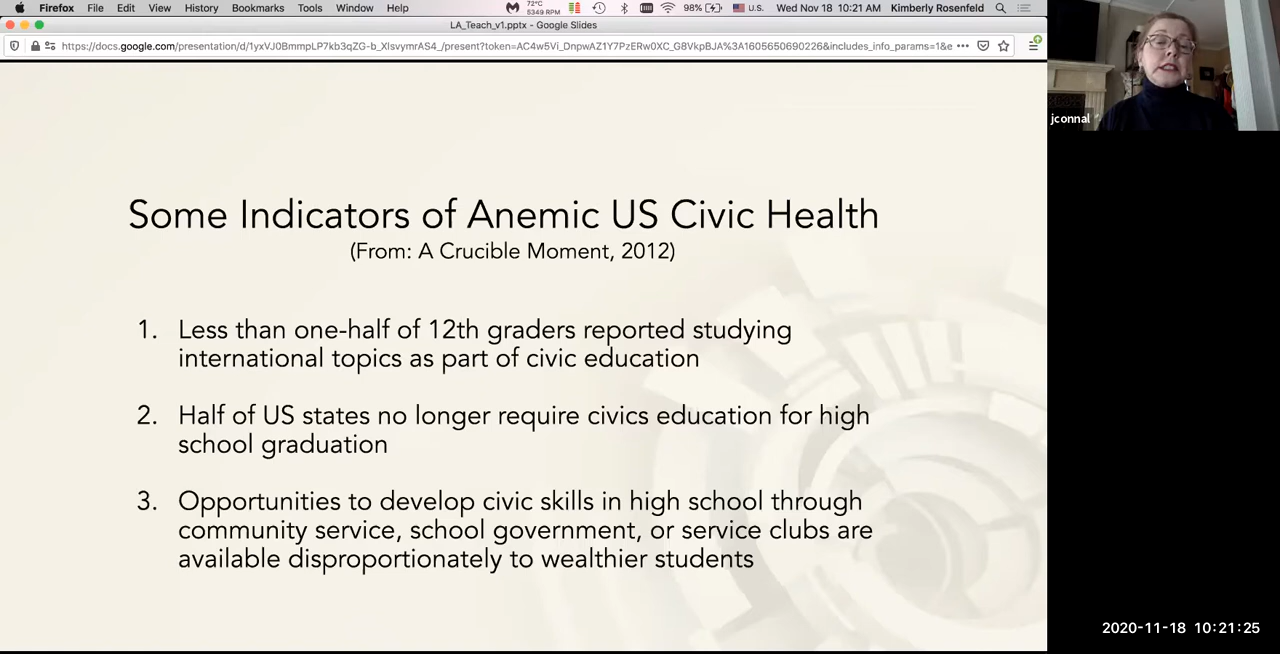 Firefox File Edit View History Bookmarks Tools Window Help 72°C 5349 RPM 98% U.S. Wed Nov 18 10:21 AM Kimberly Rosenfeld
LA_Teach_v1.pptx - Google Slides
https://docs.google.com/presentation/d/1yxVJ0BmmpLP7kb3qZG-b_XlsvymrAS4_/present?token=AC4w5Vi_DnpwAZ1Y7PzERw0XC_G8VkpBJA%3A1605650690226&includes_info_params=1&e
jconnal
Some Indicators of Anemic US Civic Health
(From: A Crucible Moment, 2012)
1. Less than one-half of 12th graders reported studying
international topics as part of civic education
2. Half of US states no longer require civics education for high
school graduation
3. Opportunities to develop civic skills in high school through
community service, school government, or service clubs are
available disproportionately to wealthier students
2020-11-18 10:21:25